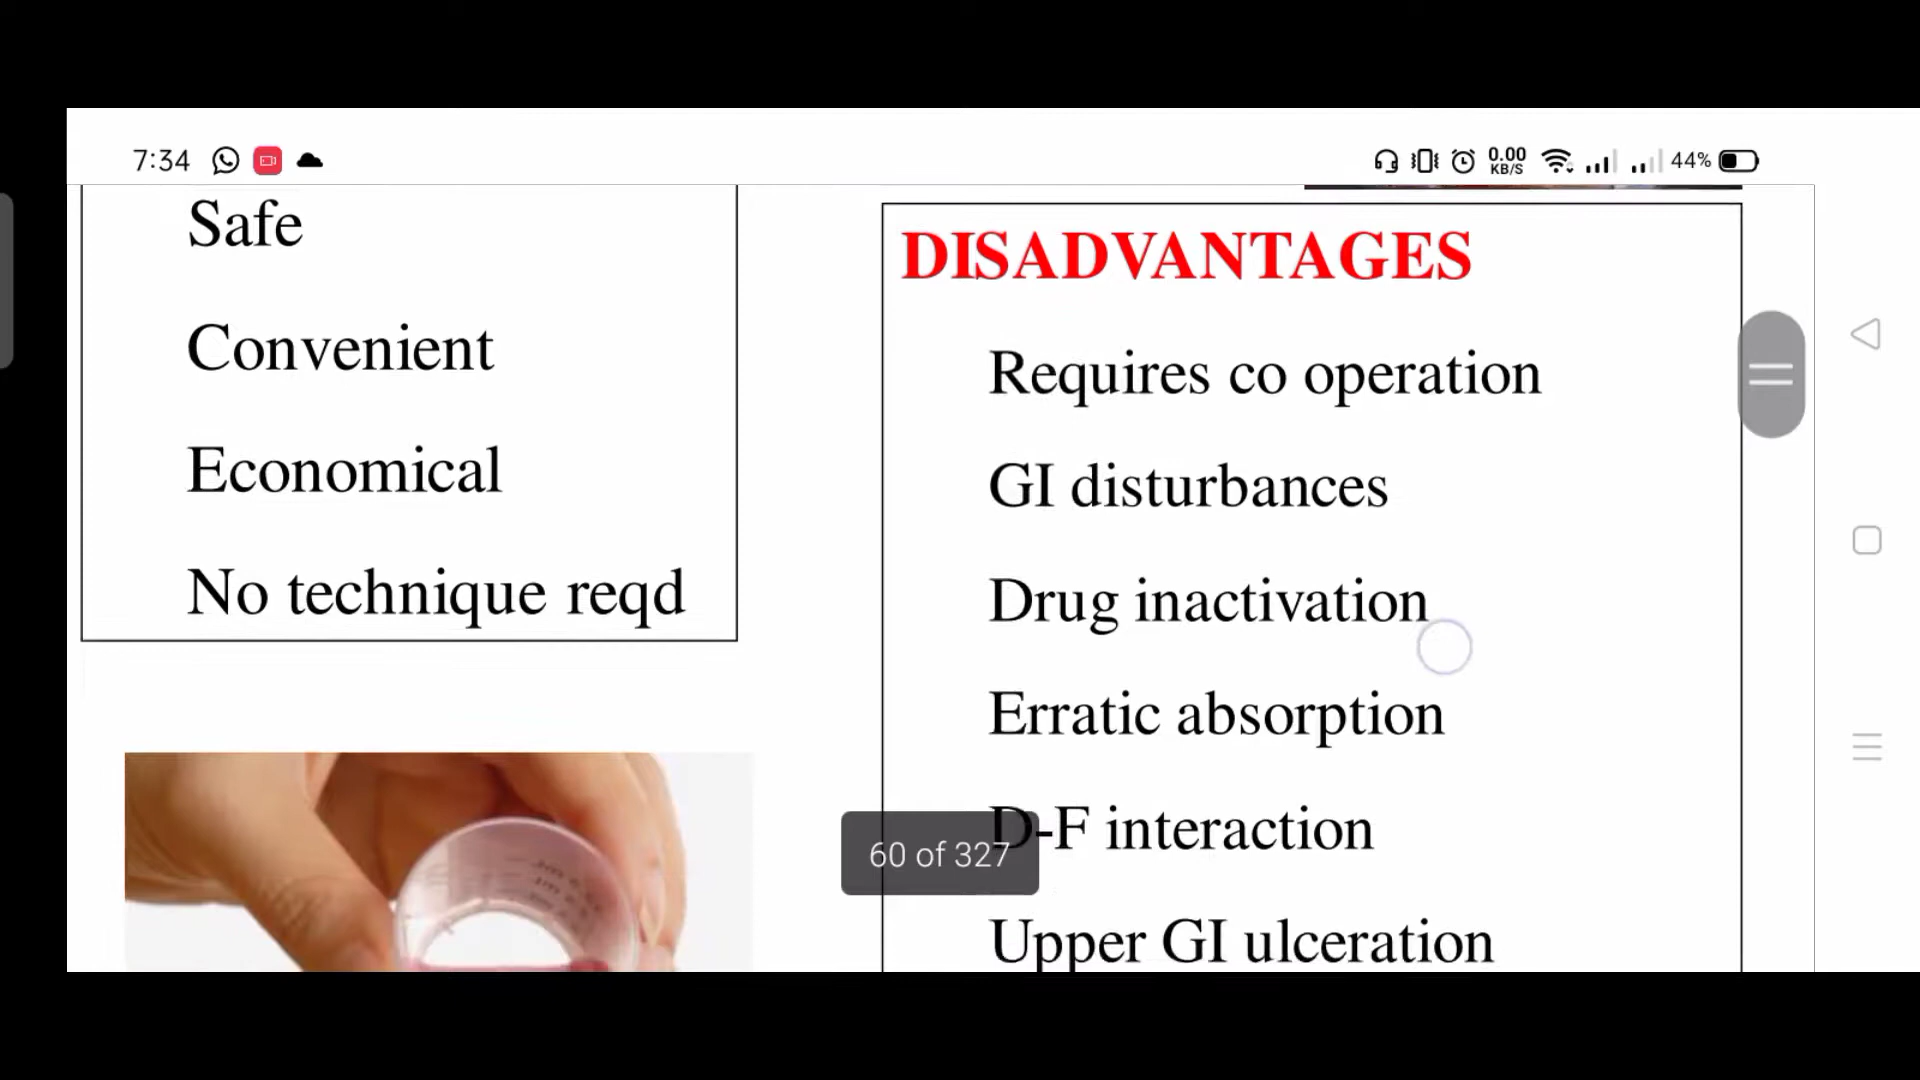 7:34
0.00
KB/S
44%
Safe
Convenient
Economical
No technique reqd
DISADVANTAGES
Requires co operation
GI disturbances
Drug inactivation
Erratic absorption
D-F interaction
60 of 327
Upper GI ulceration